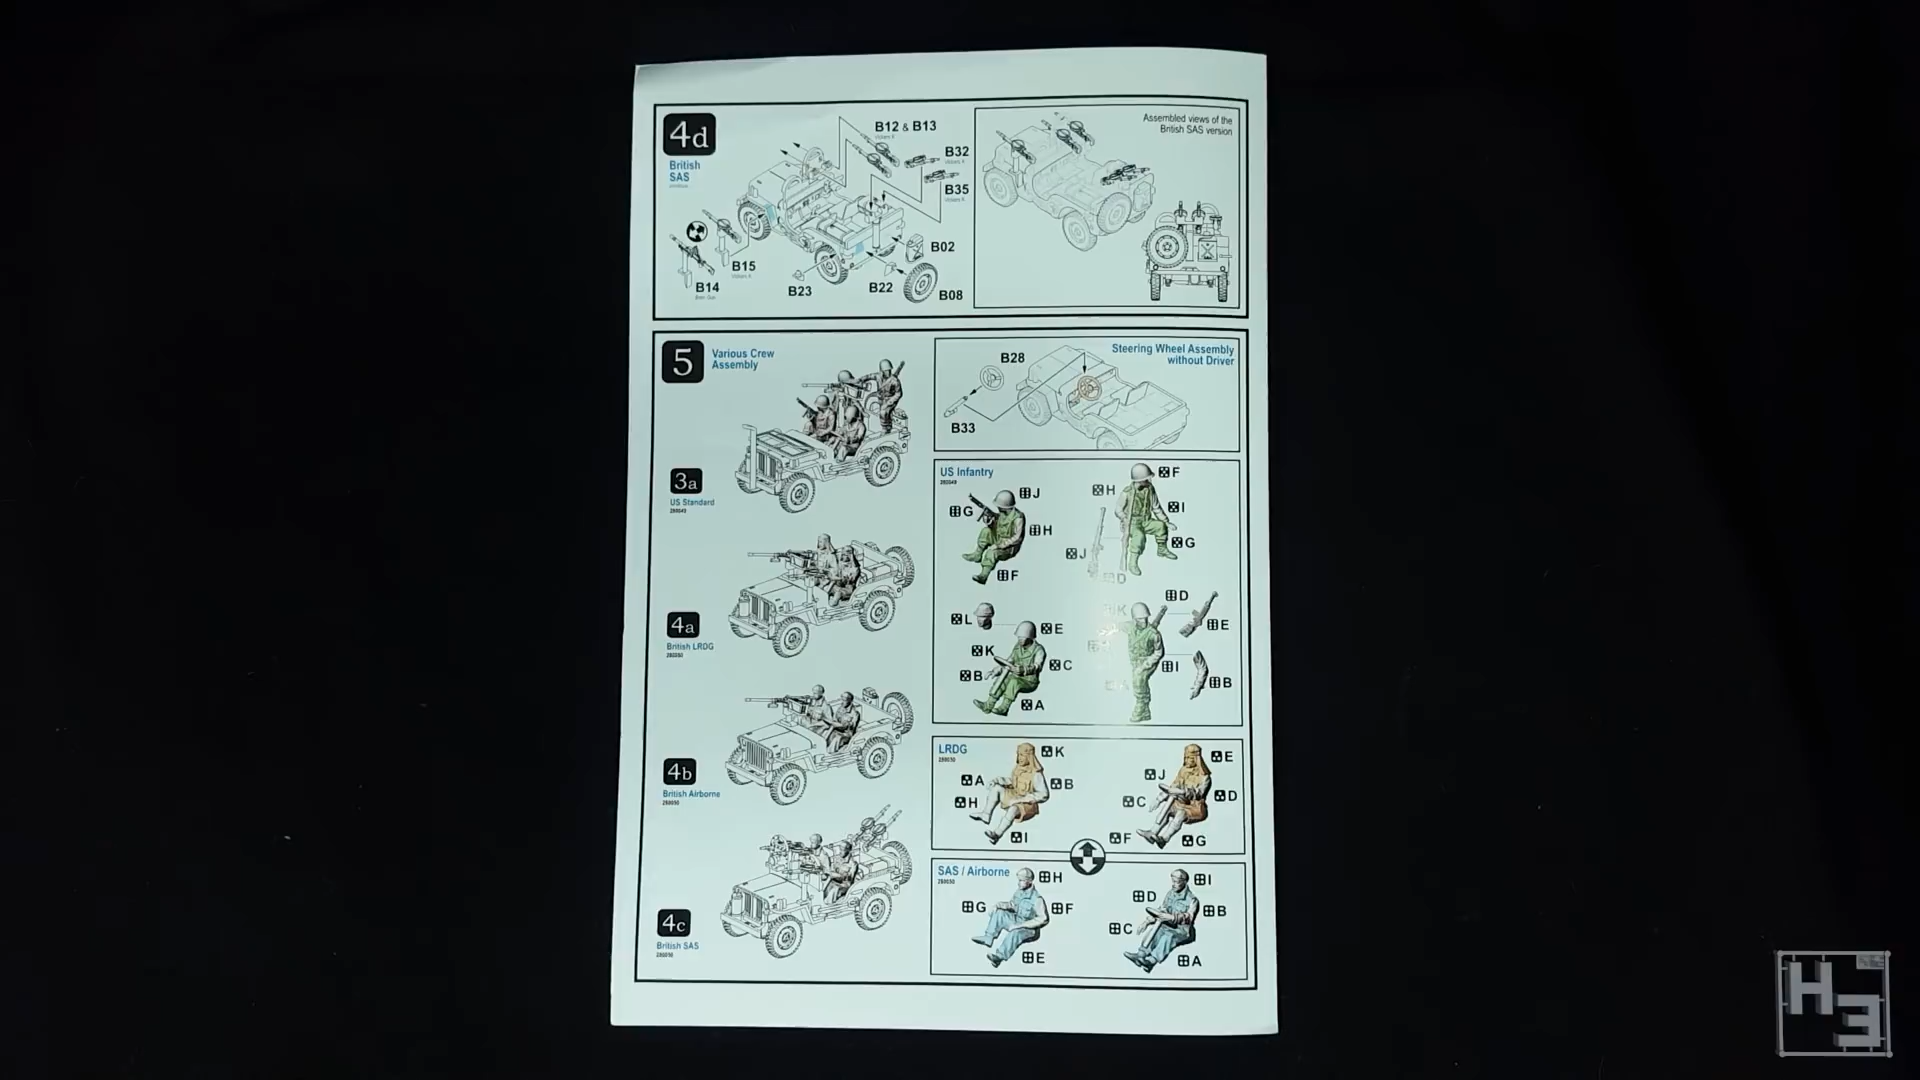 4d
British
SAS
B12 & B13
B32
B35
B02
B15
B14
B23
B22
B08
Assembled views of the
British SAS version
5
Various Crew
Assembly
B28
B33
Steering Wheel Assembly
without Driver
3a
US Standard
4a
British LRDG
4b
British Airborne
4c
British SAS
US Infantry
J
G
H
F
F
H
I
G
J
D
L
E
K
C
B
A
K
D
E
I
B
LRDG
K
A
B
H
I
E
J
D
C
F
G
SAS / Airborne
H
G
F
E
I
D
B
C
A
H3